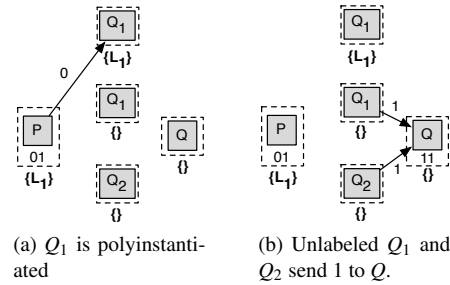 Q1
{L1}
0
Q1
{}
P
01
{L1}
Q
{}
Q2
{}
(a) Q1 is polyinstanti-
ated
Q1
{L1}
Q1
1
{}
P
01
{L1}
Q
11
{}
Q2
1
{}
(b) Unlabeled Q1 and
Q2 send 1 to Q.